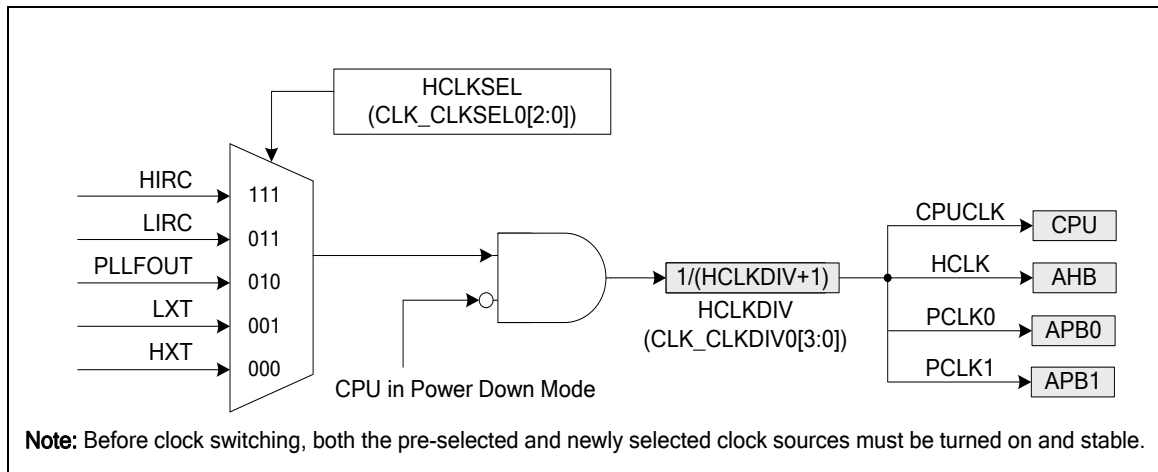 HCLKSEL
(CLK_CLKSEL0[2:0])
HIRC
111
LIRC
011
PLLFOUT
010
LXT
001
HXT
000
CPU in Power Down Mode
1/(HCLKDIV+1)
HCLKDIV
(CLK_CLKDIV0[3:0])
CPUCLK
CPU
HCLK
AHB
PCLK0
APB0
PCLK1
APB1
Note: Before clock switching, both the pre-selected and newly selected clock sources must be turned on and stable.